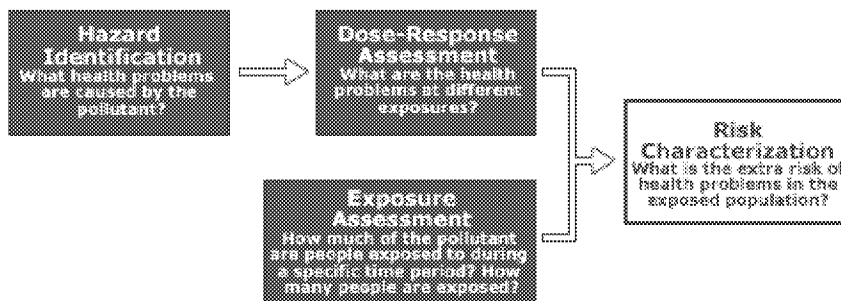 Hazard
Identification
What health problems
are caused by the
pollutant?
Dose-Response
Assessment
What are the health
problems at different
exposures?
Exposure
Assessment
How much of the pollutant
are people exposed to during
a specific time period? How
many people are exposed?
Risk
Characterization
What is the extra risk of
health problems in the
exposed population?